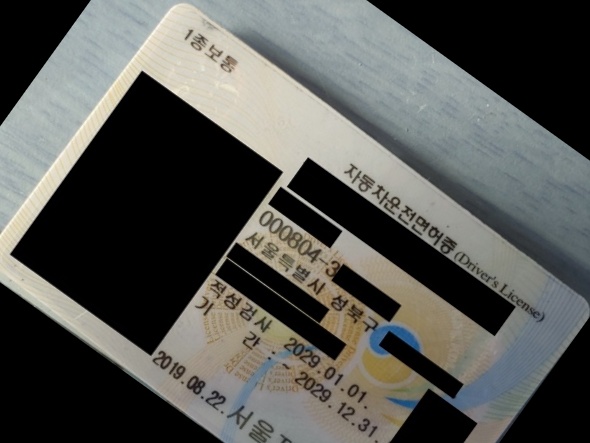 1종보통
자동차운전면허증 (Driver's License)
000804-3
서울특별시 성북구
적성검사 2029.01.01.
기 간 : ~ 2029.12.31.
2019.08.22. 서울